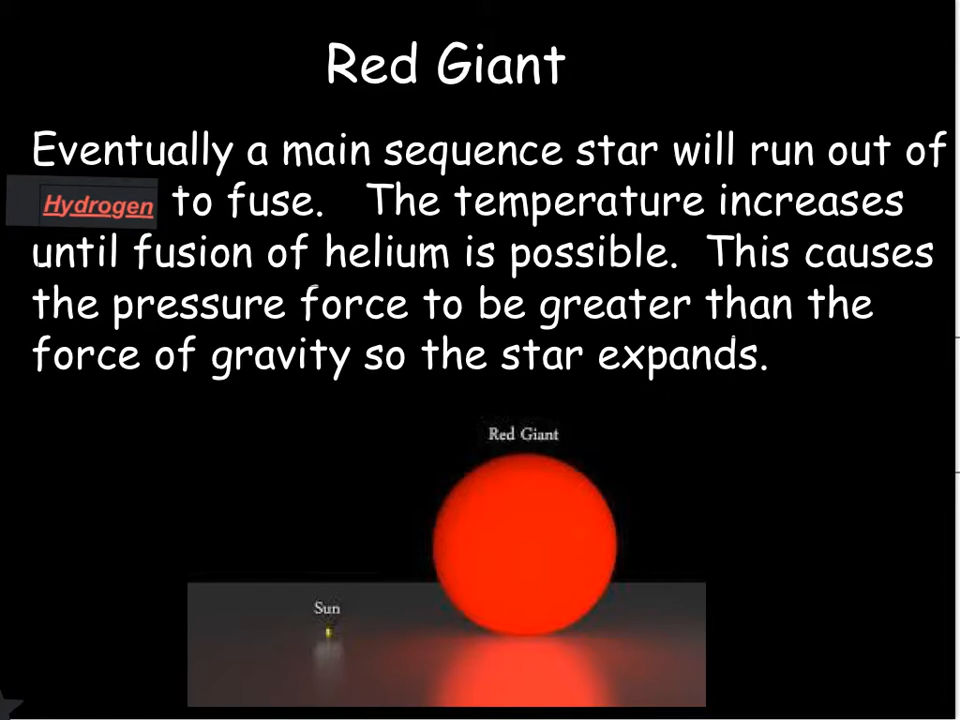 Red Giant
Eventually a main sequence star will run out of
Hydrogen to fuse. The temperature increases
until fusion of helium is possible. This causes
the pressure force to be greater than the
force of gravity so the star expands.
Red Giant
Sun